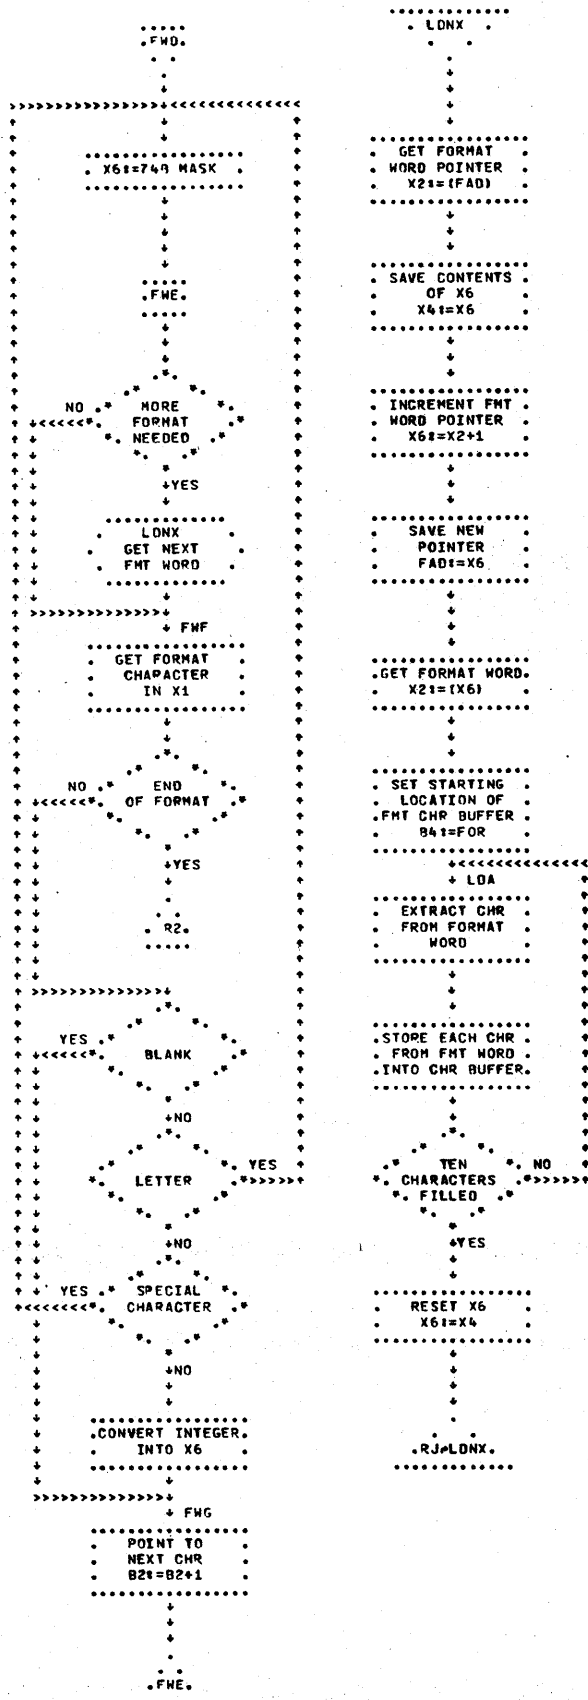 .FWD.
X6:=74B MASK
.FWE.
NO
MORE
FORMAT
NEEDED
YES
LDNX
GET NEXT
FMT WORD
FWF
GET FORMAT
CHARACTER
IN X1
NO
END
OF FORMAT
YES
R2.
YES
BLANK
NO
LETTER
YES
NO
YES
SPECIAL
CHARACTER
NO
CONVERT INTEGER
INTO X6
FWG
POINT TO
NEXT CHR
B2:=B2+1
.FWE.
LDNX
GET FORMAT
WORD POINTER
X2:=(FAD)
SAVE CONTENTS
OF X6
X4:=X6
INCREMENT FMT
WORD POINTER
X6:=X2+1
SAVE NEW
POINTER
FAD:=X6
GET FORMAT WORD
X2:=(X6)
SET STARTING
LOCATION OF
FMT CHR BUFFER
B4:=FOR
LDA
EXTRACT CHR
FROM FORMAT
WORD
STORE EACH CHR
FROM FMT WORD
INTO CHR BUFFER
TEN
CHARACTERS
FILLED
NO
YES
RESET X6
X6:=X4
.RJ LDNX.